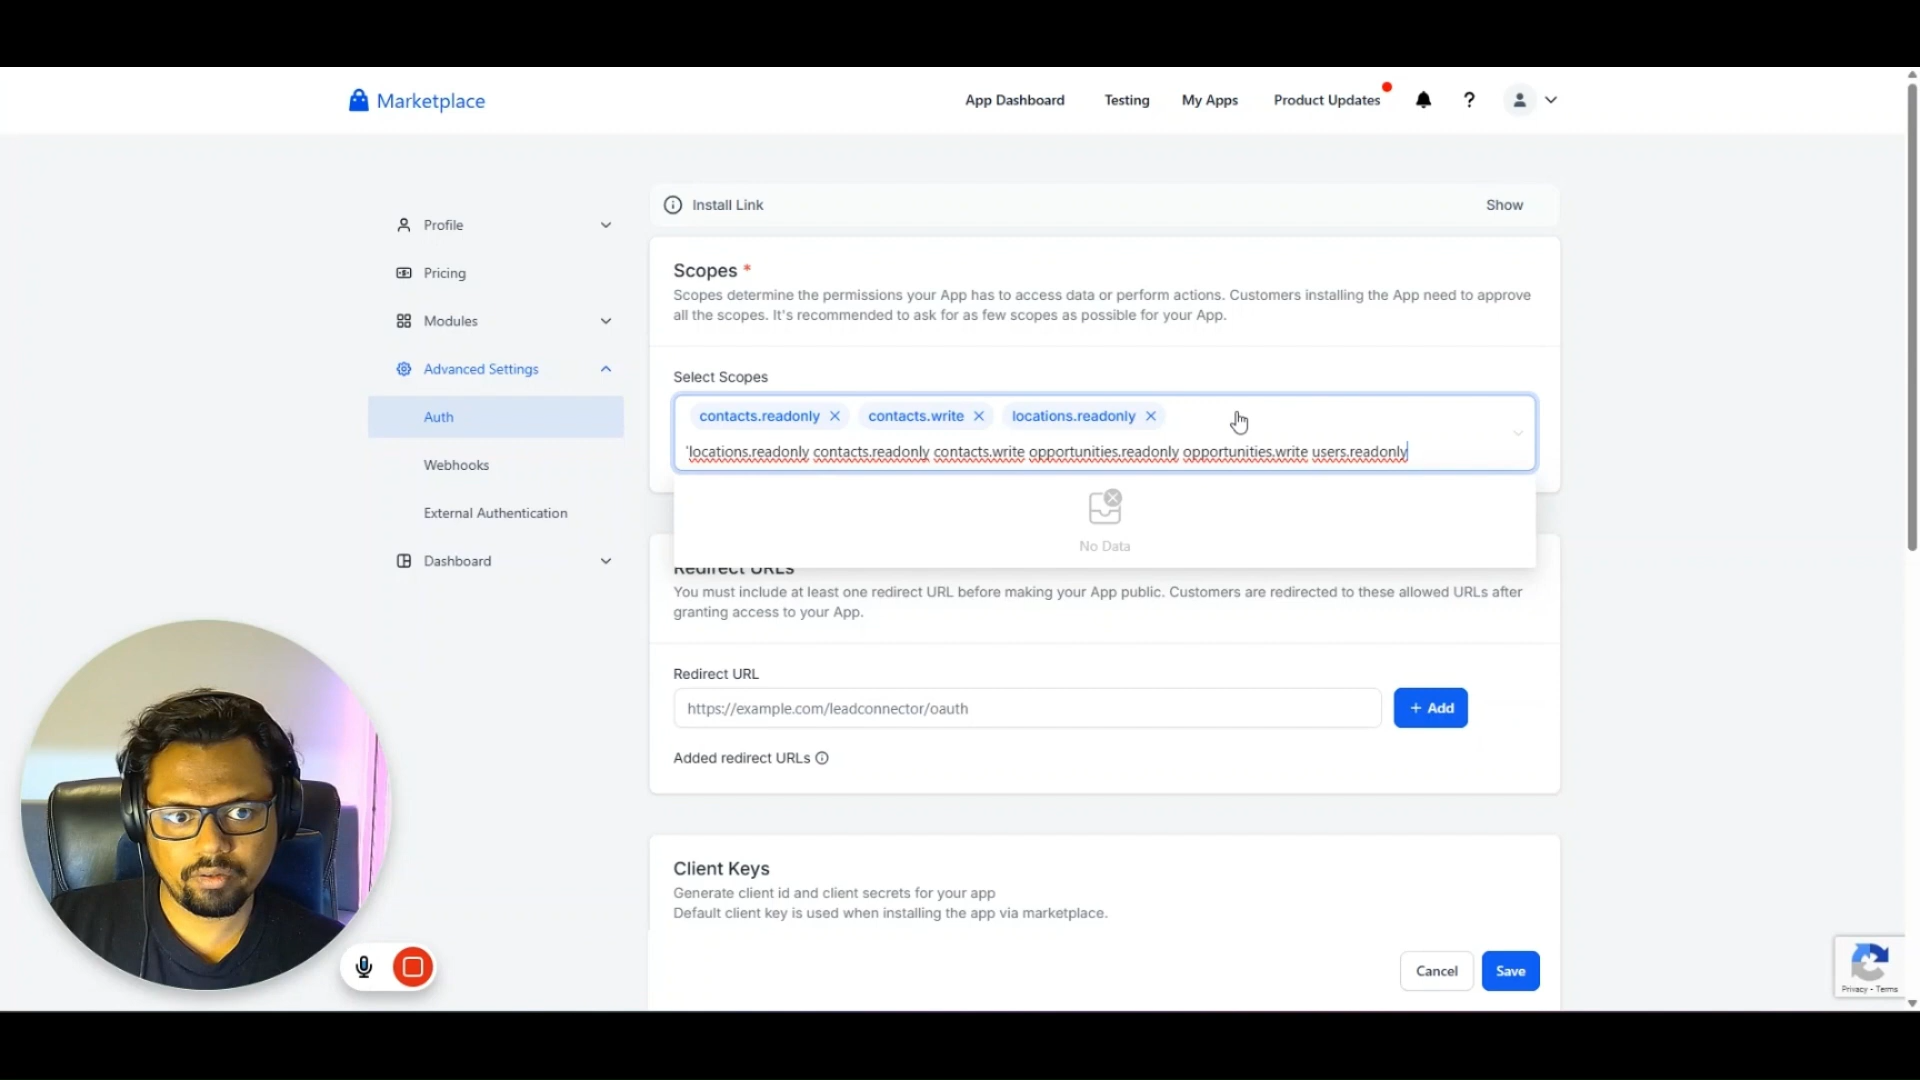 Marketplace
App Dashboard
Testing
My Apps
Product Updates
?
Install Link
Show
Profile
Pricing
Modules
Advanced Settings
Auth
Webhooks
External Authentication
Dashboard
Scopes *
Scopes determine the permissions your App has to access data or perform actions. Customers installing the App need to approve
all the scopes. It's recommended to ask for as few scopes as possible for your App.
Select Scopes
contacts.readonly contacts.write locations.readonly
'locations.readonly contacts.readonly contacts.write opportunities.readonly opportunities.write users.readonly
No Data
Redirect URLs
You must include at least one redirect URL before making your App public. Customers are redirected to these allowed URLs after
granting access to your App.
Redirect URL
https://example.com/leadconnector/oauth
+ Add
Added redirect URLs
Client Keys
Generate client id and client secrets for your app
Default client key is used when installing the app via marketplace.
Cancel
Save
Privacy - Terms